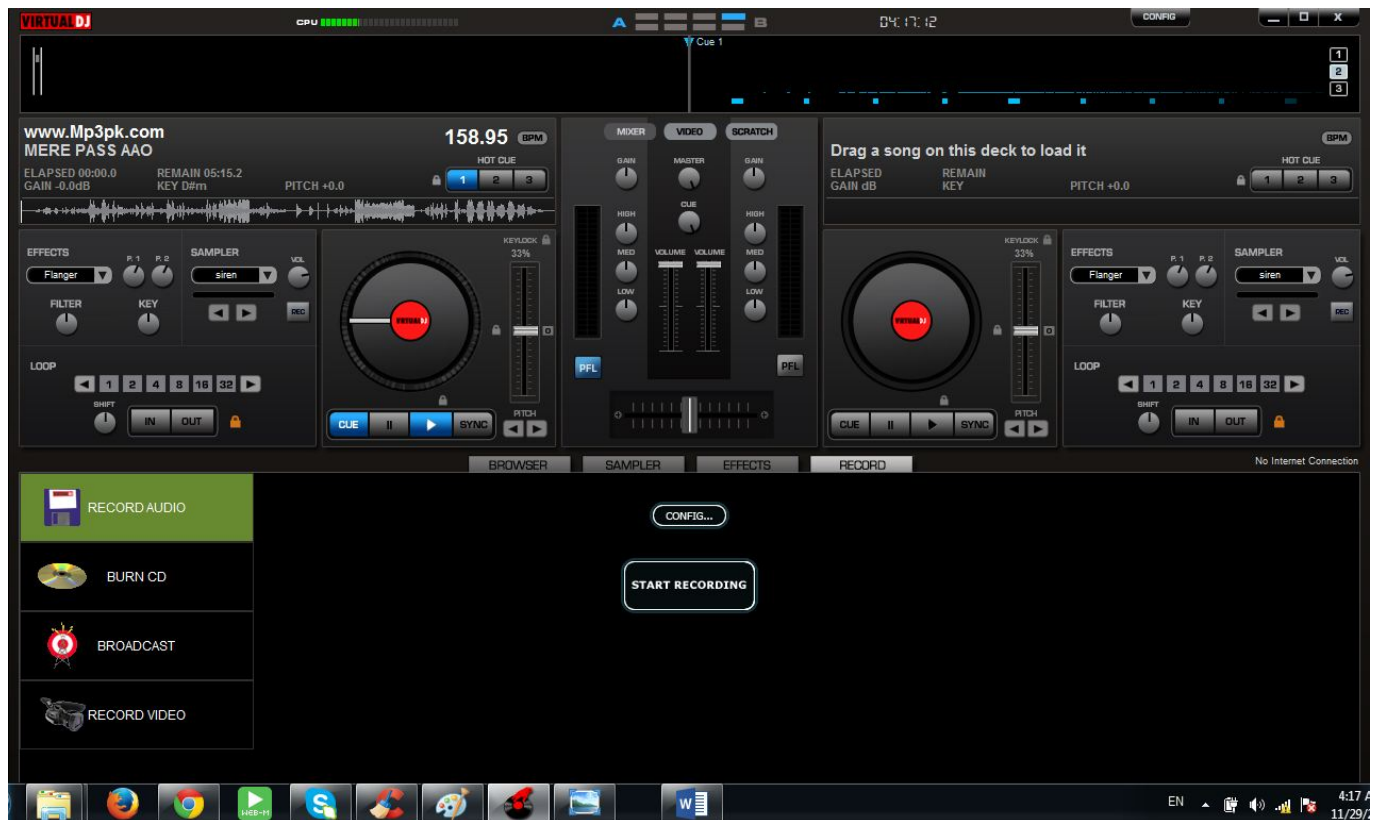 VIRTUAL DJ
CPU
A
B
04:17:12
CONFIG
X
Cue 1
1
2
3
www.Mp3pk.com
158.95 BPM
MERE PASS AAO
HOT CUE
ELAPSED 00:00.0 REMAIN 05:15.2
GAIN -0.0dB KEY D#m PITCH +0.0
1 2 3
MIXER VIDEO SCRATCH
GAIN MASTER GAIN
CUE
HIGH HIGH
MED VOLUME VOLUME MED
LOW LOW
PFL PFL
BPM
Drag a song on this deck to load it
HOT CUE
ELAPSED REMAIN
GAIN dB KEY PITCH +0.0
1 2 3
EFFECTS P. 1 P. 2 SAMPLER VOL
Flanger siren
FILTER KEY REC
LOOP
1 2 4 8 16 32
SHIFT
IN OUT
KEYLOCK
33%
VIRTUAL DJ
PITCH
CUE II SYNC
KEYLOCK
33%
VIRTUAL DJ
PITCH
CUE II SYNC
EFFECTS P. 1 P. 2 SAMPLER VOL
Flanger siren
FILTER KEY REC
LOOP
1 2 4 8 16 32
SHIFT
IN OUT
BROWSER SAMPLER EFFECTS RECORD
No Internet Connection
RECORD AUDIO
BURN CD
BROADCAST
RECORD VIDEO
CONFIG...
START RECORDING
WEB-M
S
W
EN
4:17 A
11/29/2